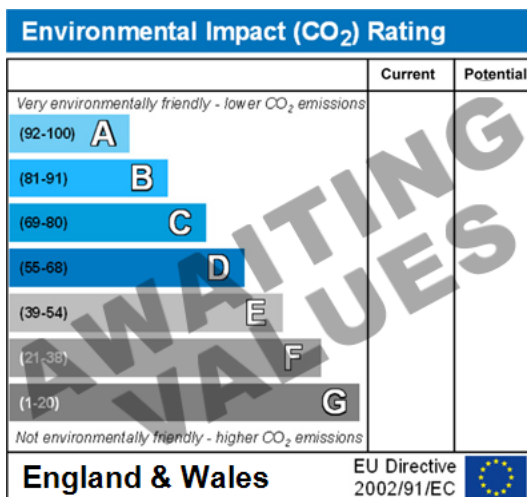 Environmental Impact (CO₂) Rating
Current Potential
Very environmentally friendly - lower CO₂ emissions
(92-100) A
(81-91) B
(69-80) C
(55-68) D
(39-54) E
(21-38) F
(1-20) G
Not environmentally friendly - higher CO₂ emissions
AWAITING
VALUES
England & Wales
EU Directive
2002/91/EC